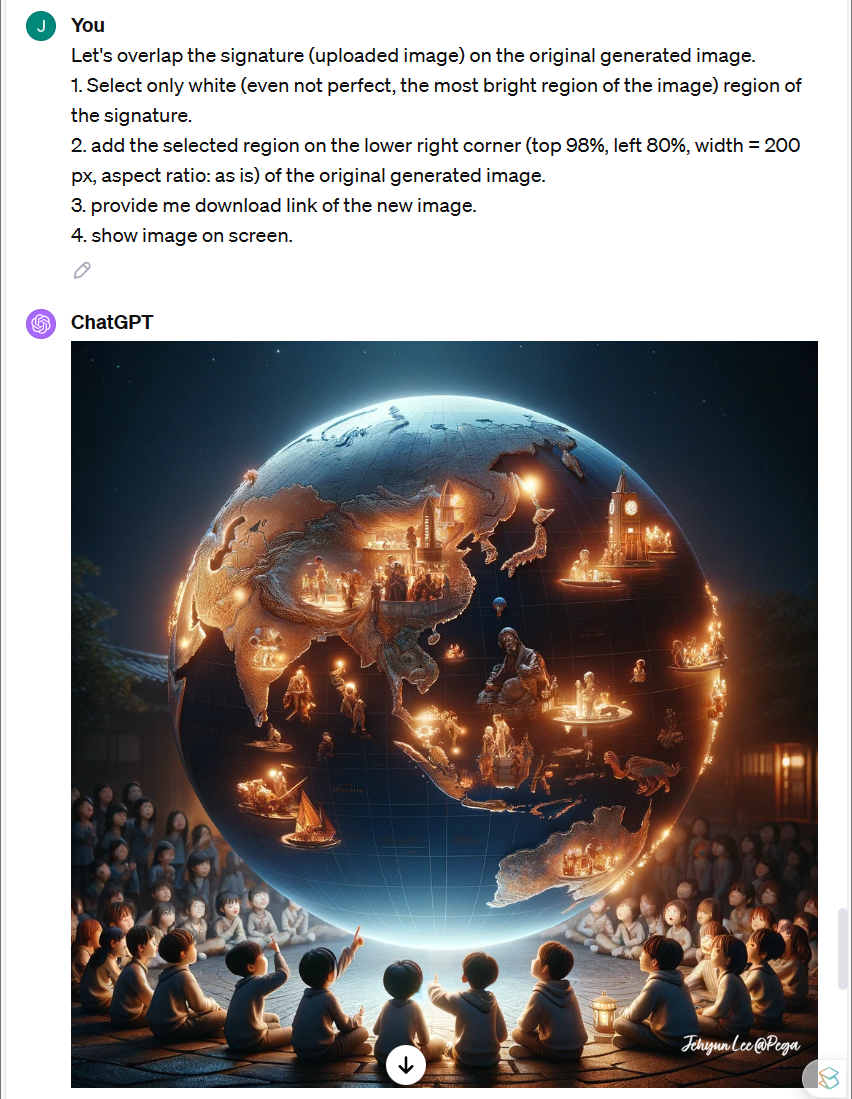 J
You
Let's overlap the signature (uploaded image) on the original generated image.
1. Select only white (even not perfect, the most bright region of the image) region of
the signature.
2. add the selected region on the lower right corner (top 98%, left 80%, width = 200
px, aspect ratio: as is) of the original generated image.
3. provide me download link of the new image.
4. show image on screen.
ChatGPT
Jehyun Lee@Pega